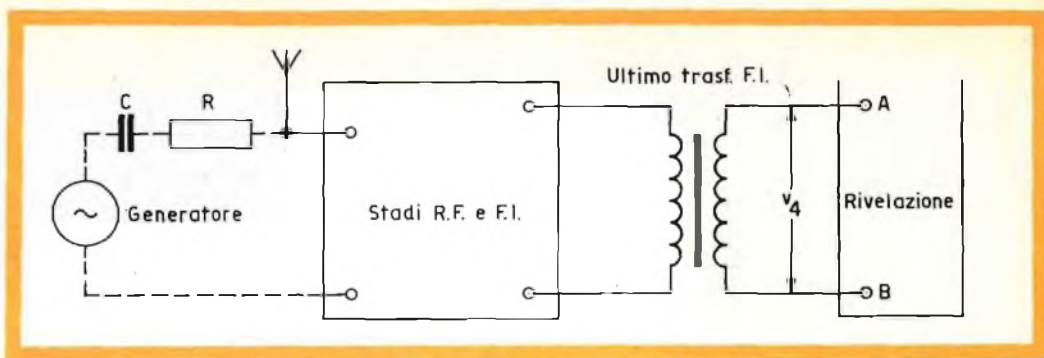 C
R
Generatore
Stadi R.F. e F.I.
Ultimo trasf. F.I.
A
v4
Rivelazione
B